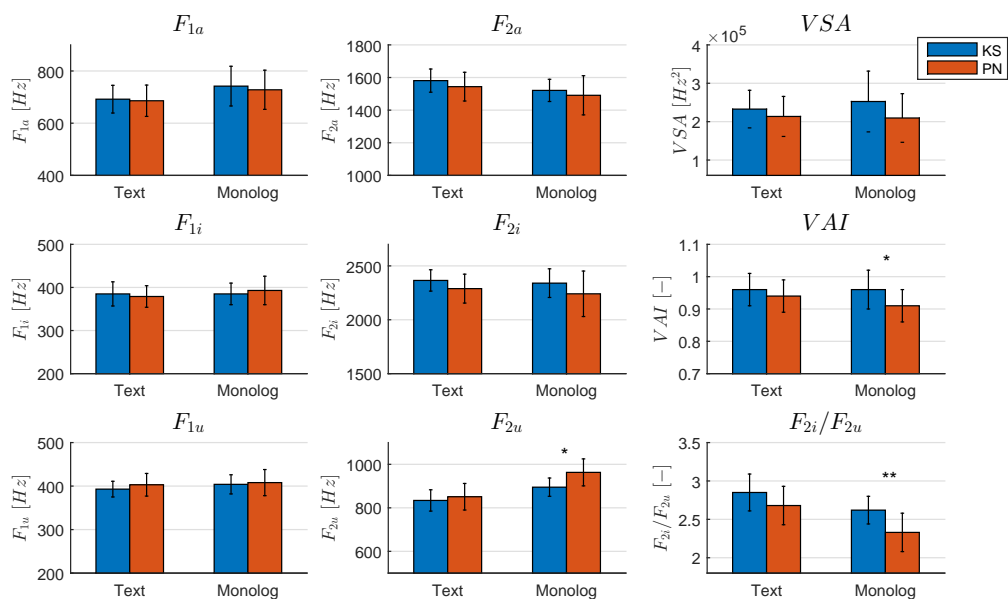 F1a
F1a [Hz]
800
600
400
Text Monolog
F2a
F2a [Hz]
1800
1600
1400
1200
1000
Text Monolog
VSA
×10^5
VSA [Hz²]
4
3
2
1
Text Monolog
KS
PN
F1i
F1i [Hz]
500
400
300
200
Text Monolog
F2i
F2i [Hz]
2500
2000
1500
Text Monolog
VAI
VAI [−]
1.1
1
0.9
0.8
0.7
*
Text Monolog
F1u
F1u [Hz]
500
400
300
200
Text Monolog
F2u
F2u [Hz]
1000
800
600
*
Text Monolog
F2i/F2u
F2i/F2u [−]
3.5
3
2.5
2
**
Text Monolog